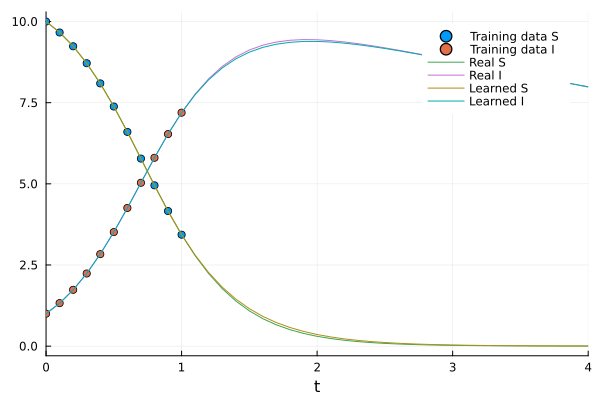 10.0
7.5
5.0
2.5
0.0
Training data S
Training data I
Real S
Real I
Learned S
Learned I
0 1 2 3 4
t